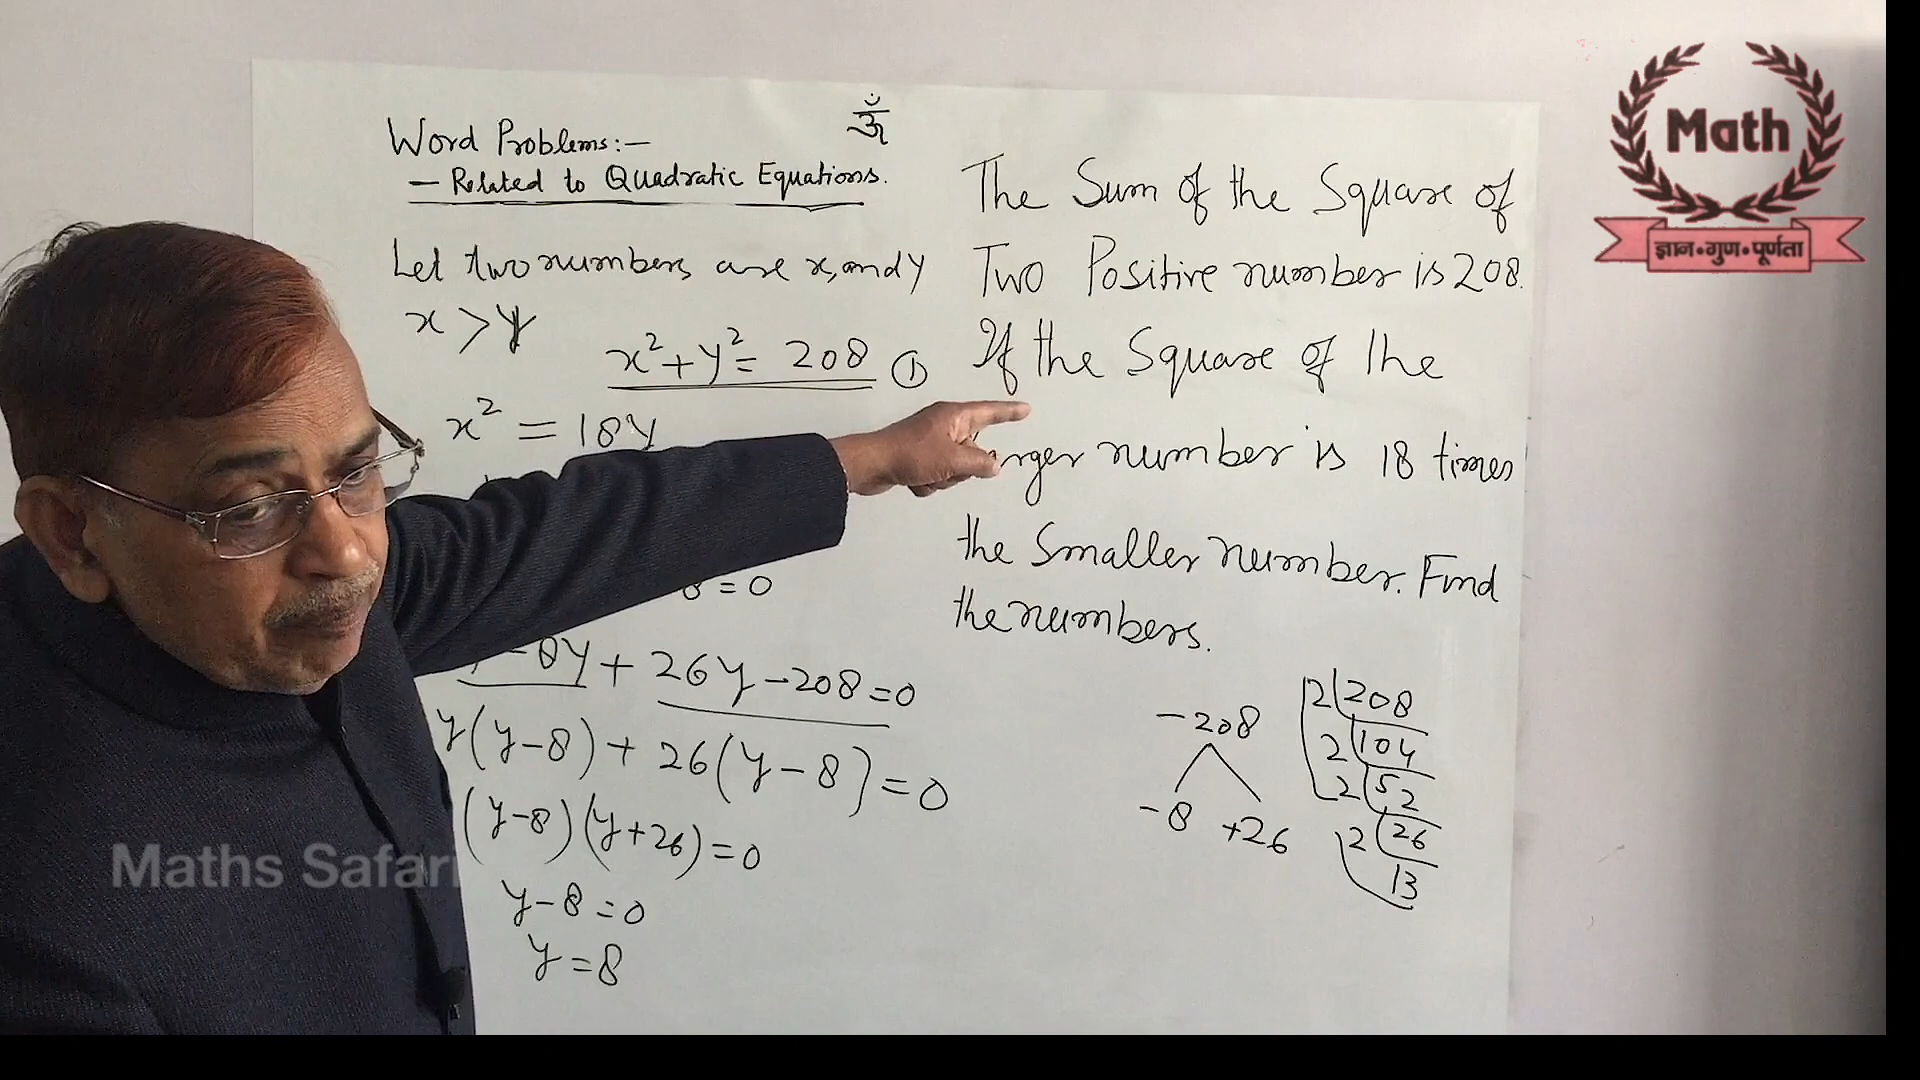 ॐ
Word Problems:-
- Related to Quadratic Equations.
Let two numbers are x, and y
x > y
x² + y² = 208 ①
x² = 18y
8 = 0
-8y + 26y - 208 = 0
y(y-8) + 26(y-8) = 0
(y-8)(y+26) = 0
y-8 = 0
y = 8
The Sum of the Square of
Two Positive number is 208.
If the Square of the
arger number is 18 times
the Smaller number. Find
the numbers.
-208
-8 +26
2 208
2 104
2 52
2 26
13
Math
ज्ञान•गुण•पूर्णता
Maths Safari